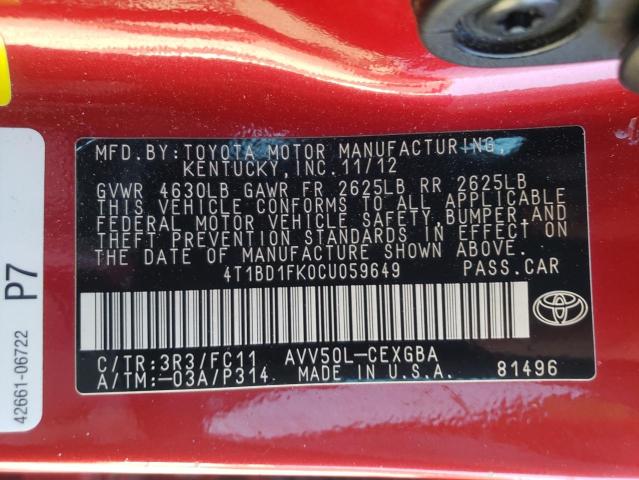 MFD.BY:TOYOTA MOTOR MANUFACTURING,
KENTUCKY, INC.11/12
GVWR 4630LB GAWR FR 2625LB RR 2625LB
THIS VEHICLE CONFORMS TO ALL APPLICABLE
FEDERAL MOTOR VEHICLE SAFETY, BUMPER,AND
THEFT PREVENTION STANDARDS IN EFFECT ON
THE DATE OF MANUFACTURE SHOWN ABOVE.
4T1BD1FK0CU059649 PASS.CAR
C/TR:3R3/FC11 AVV50L-CEXGBA
A/TM:-03A/P314 MADE IN U.S.A. 81496
TOYOTA
42661-06722 P7